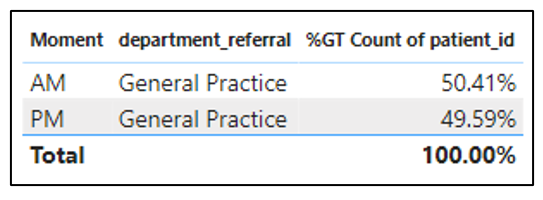 Moment department_referral %GT Count of patient_id
AM General Practice 50.41%
PM General Practice 49.59%
Total 100.00%